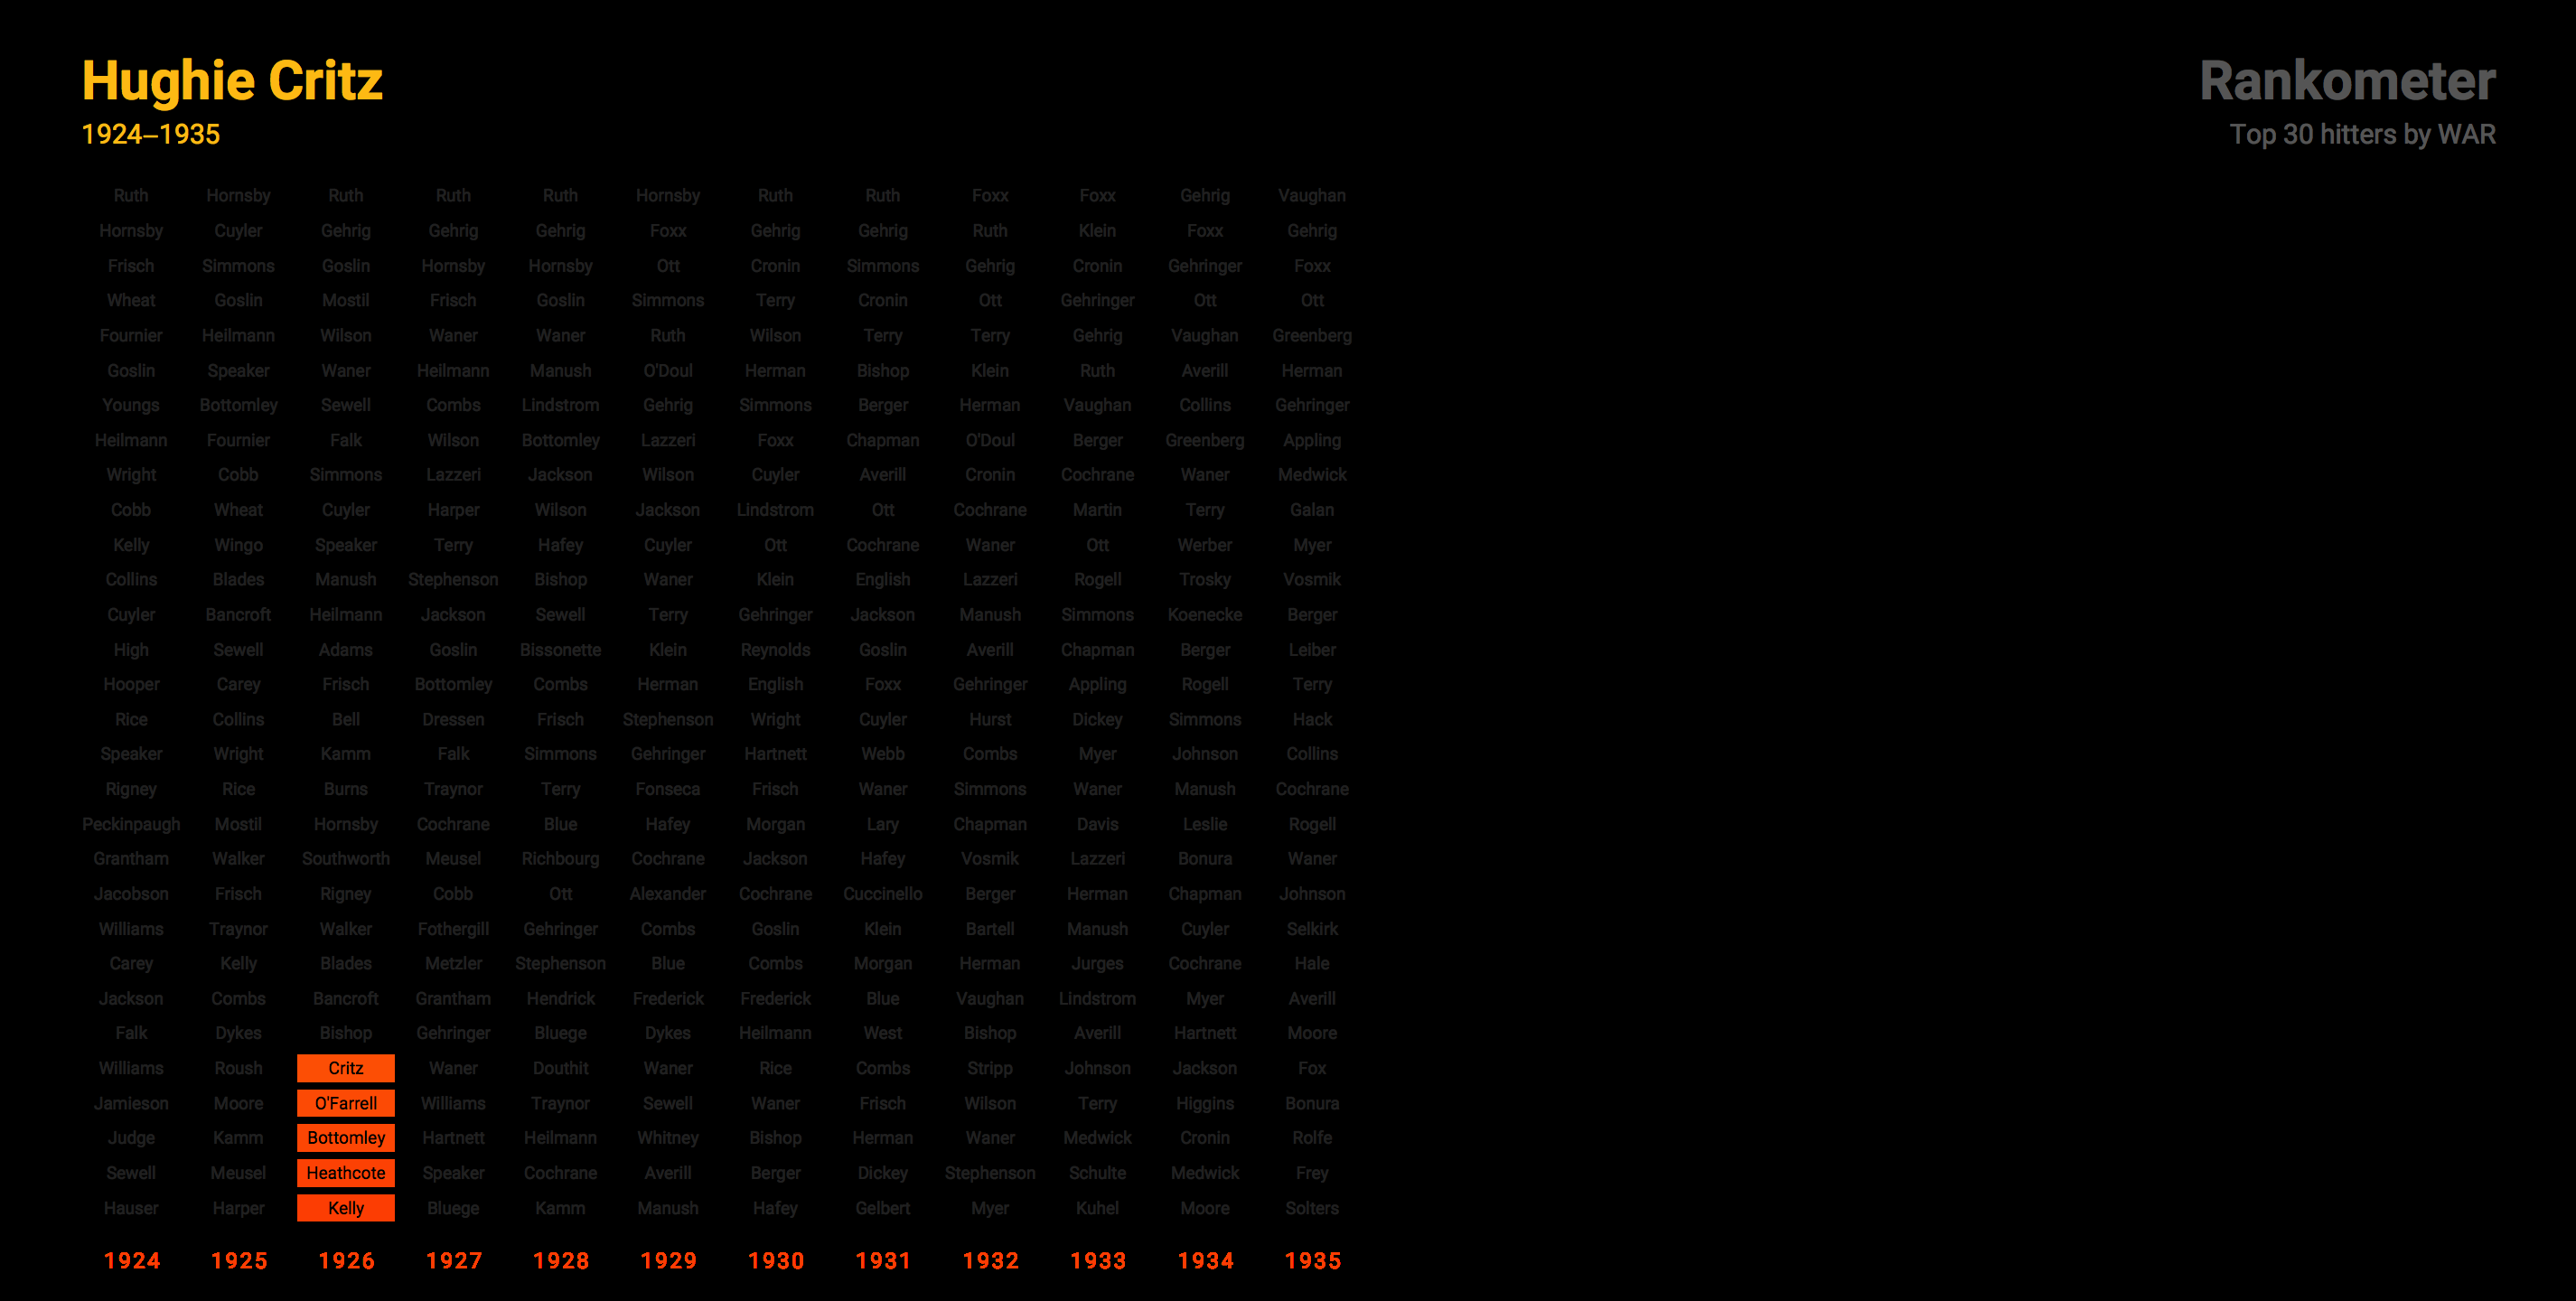 Hughie Critz
1924–1935
Rankometer
Top 30 hitters by WAR
Ruth Hornsby Ruth Ruth Ruth Hornsby Ruth Ruth Foxx Foxx Gehrig Vaughan
Hornsby Cuyler Gehrig Gehrig Gehrig Foxx Gehrig Gehrig Ruth Klein Foxx Gehrig
Frisch Simmons Goslin Hornsby Hornsby Ott Cronin Simmons Gehrig Cronin Gehringer Foxx
Wheat Goslin Mostil Frisch Goslin Simmons Terry Cronin Ott Gehringer Ott Ott
Fournier Heilmann Wilson Waner Waner Ruth Wilson Terry Terry Gehrig Vaughan Greenberg
Goslin Speaker Waner Heilmann Manush O'Doul Herman Bishop Klein Ruth Averill Herman
Youngs Bottomley Sewell Combs Lindstrom Gehrig Simmons Berger Herman Vaughan Collins Gehringer
Heilmann Fournier Falk Wilson Bottomley Lazzeri Foxx Chapman O'Doul Berger Greenberg Appling
Wright Cobb Simmons Lazzeri Jackson Wilson Cuyler Averill Cronin Cochrane Waner Medwick
Cobb Wheat Cuyler Harper Wilson Jackson Lindstrom Ott Cochrane Martin Terry Galan
Kelly Wingo Speaker Terry Hafey Cuyler Ott Cochrane Waner Ott Werber Myer
Collins Blades Manush Stephenson Bishop Waner Klein English Lazzeri Rogell Trosky Vosmik
Cuyler Bancroft Heilmann Jackson Sewell Terry Gehringer Jackson Manush Simmons Koenecke Berger
High Sewell Adams Goslin Bissonette Klein Reynolds Goslin Averill Chapman Berger Leiber
Hooper Carey Frisch Bottomley Combs Herman English Foxx Gehringer Appling Rogell Terry
Rice Collins Bell Dressen Frisch Stephenson Wright Cuyler Hurst Dickey Simmons Hack
Speaker Wright Kamm Falk Simmons Gehringer Hartnett Webb Combs Myer Johnson Collins
Rigney Rice Burns Traynor Terry Fonseca Frisch Waner Simmons Waner Manush Cochrane
Peckinpaugh Mostil Hornsby Cochrane Blue Hafey Morgan Lary Chapman Davis Leslie Rogell
Grantham Walker Southworth Meusel Richbourg Cochrane Jackson Hafey Vosmik Lazzeri Bonura Waner
Jacobson Frisch Rigney Cobb Ott Alexander Cochrane Cuccinello Berger Herman Chapman Johnson
Williams Traynor Walker Fothergill Gehringer Combs Goslin Klein Bartell Manush Cuyler Selkirk
Carey Kelly Blades Metzler Stephenson Blue Combs Morgan Herman Jurges Cochrane Hale
Jackson Combs Bancroft Grantham Hendrick Frederick Frederick Blue Vaughan Lindstrom Myer Averill
Falk Dykes Bishop Gehringer Bluege Dykes Heilmann West Bishop Averill Hartnett Moore
Williams Roush Critz Waner Douthit Waner Rice Combs Stripp Johnson Jackson Fox
Jamieson Moore O'Farrell Williams Traynor Sewell Waner Frisch Wilson Terry Higgins Bonura
Judge Kamm Bottomley Hartnett Heilmann Whitney Bishop Herman Waner Medwick Cronin Rolfe
Sewell Meusel Heathcote Speaker Cochrane Averill Berger Dickey Stephenson Schulte Medwick Frey
Hauser Harper Kelly Bluege Kamm Manush Hafey Gelbert Myer Kuhel Moore Solters
1924 1925 1926 1927 1928 1929 1930 1931 1932 1933 1934 1935